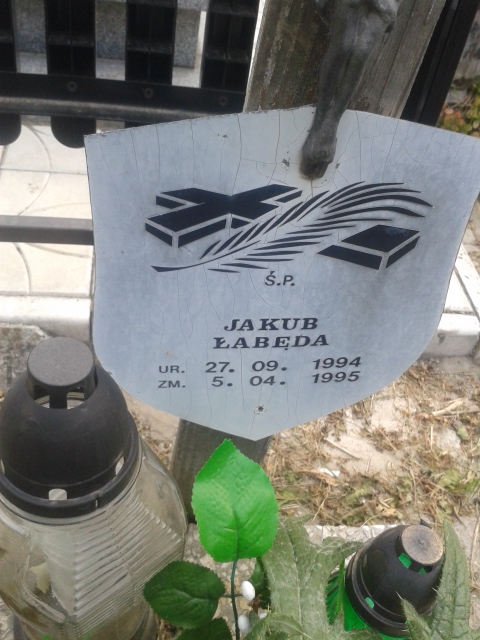 Ś.P.
JAKUB
ŁABĘDA
UR. 27. 09. 1994
ZM. 5. 04. 1995